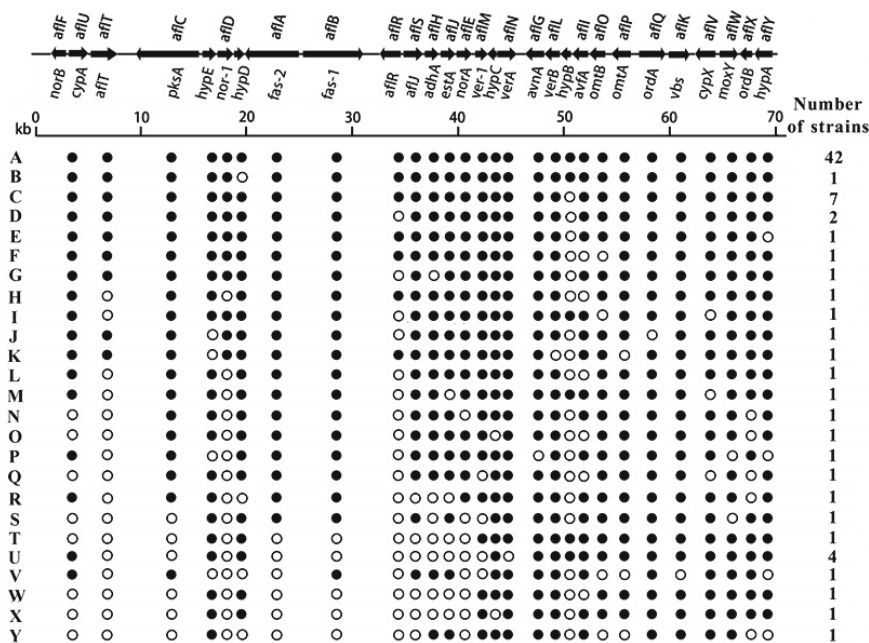 aflF aflU aflT aflC aflD aflA aflB aflR aflS aflH aflJ aflE aflM aflN aflG aflL aflI aflO aflP aflQ aflK aflV aflW aflX aflY
norB cypA aflT pksA hypE nor-1 hypD fas-2 fas-1 aflR aflJ adhA estA norA ver-1 hypC verA avnA verB hypB avfA omtB omtA ordA vbs cypX moxY ordB hypA
Number
of strains
kb 0 10 20 30 40 50 60 70
A 42
B 1
C 7
D 2
E 1
F 1
G 1
H 1
I 1
J 1
K 1
L 1
M 1
N 1
O 1
P 1
Q 1
R 1
S 1
T 1
U 4
V 1
W 1
X 1
Y 1